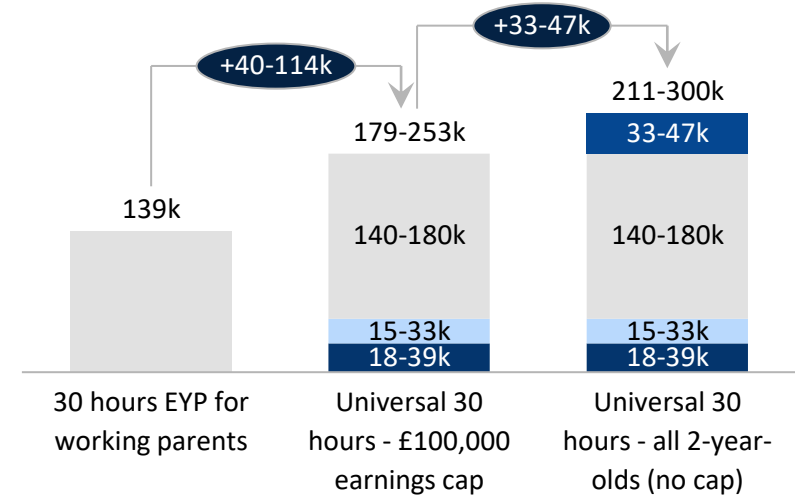 +33-47k
+40-114k
211-300k
179-253k
33-47k
139k
140-180k
140-180k
15-33k
15-33k
18-39k
18-39k
30 hours EYP for
working parents
Universal 30
hours - £100,000
earnings cap
Universal 30
hours - all 2-year-
olds (no cap)